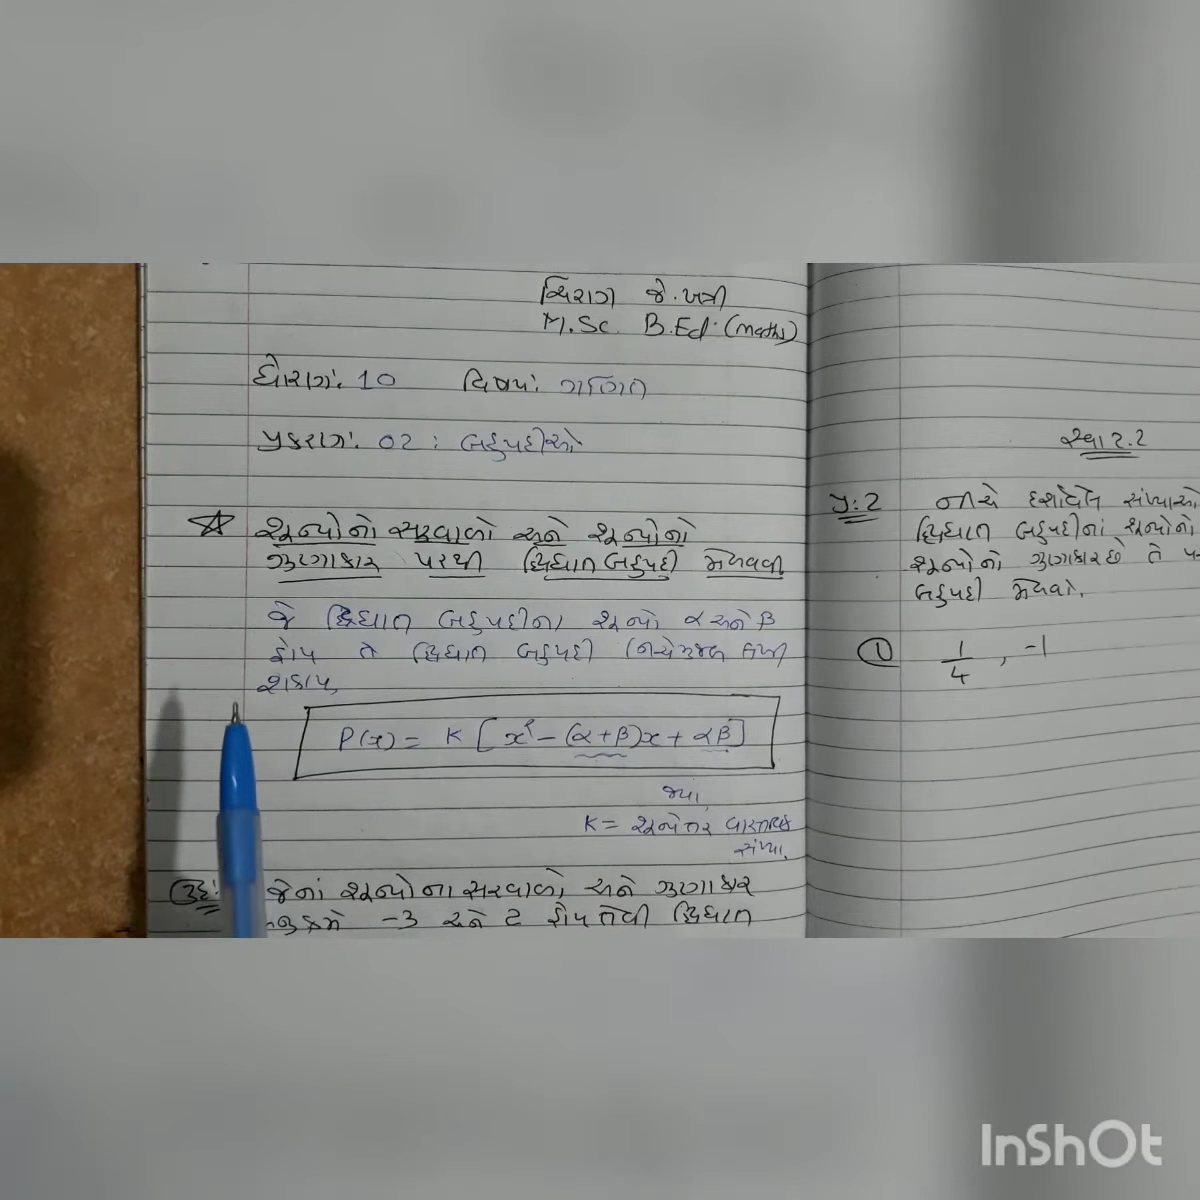 ચિરાગ જે. ખત્રી
M.Sc. B.Ed. (maths)
ધોરણ: 10 વિષય: ગણિત
પ્રકરણ: 02 : બહુપદીઓ
શૂન્યોનો સરવાળો અને શૂન્યોનો
ગુણાકાર પરથી દ્વિઘાત બહુપદી મેળવવી
જે દ્વિઘાત બહુપદીના શૂન્યો α અને β
હોય તે દ્વિઘાત બહુપદી નીચે મુજબ લખી
શકાય,
P(x) = K [x² - (α + β)x + αβ]
જ્યાં,
K = શૂન્યેતર વાસ્તવિક
સંખ્યા.
ઉદા: જેનાં શૂન્યોના સરવાળો અને ગુણાકાર
અનુક્રમે -3 અને 2 હોય તેવી દ્વિઘાત
સ્વા 2.2
પ્ર: 2 નીચે દર્શાવેલ સંખ્યાઓ
દ્વિઘાત બહુપદીનાં શૂન્યોનો
શૂન્યોનો ગુણાકાર છે તે પ
બહુપદી મેળવો.
① 1/4 , -1
InShOt